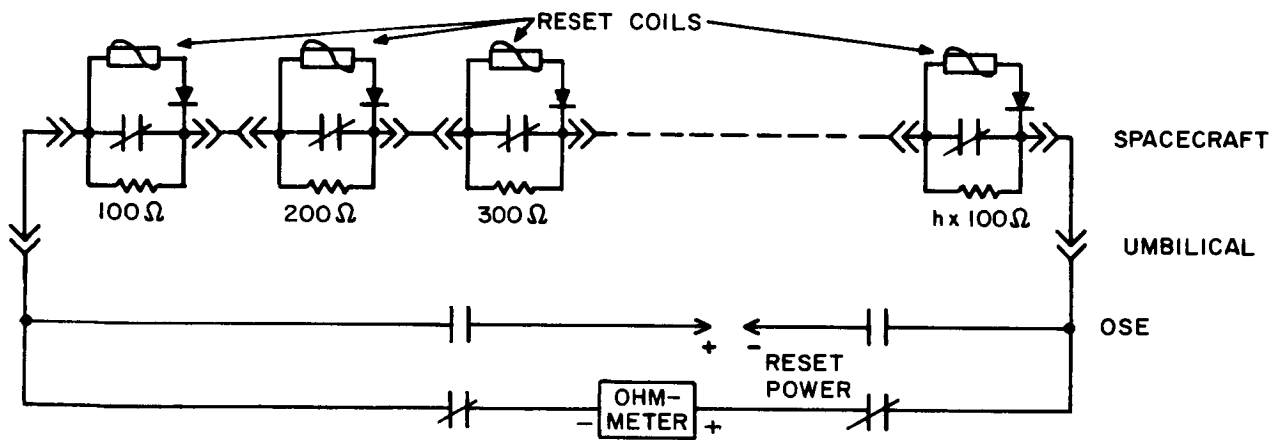 RESET COILS
SPACECRAFT
100Ω
200Ω
300Ω
h x 100Ω
UMBILICAL
OSE
+ -
RESET
POWER
OHM-
METER
- +